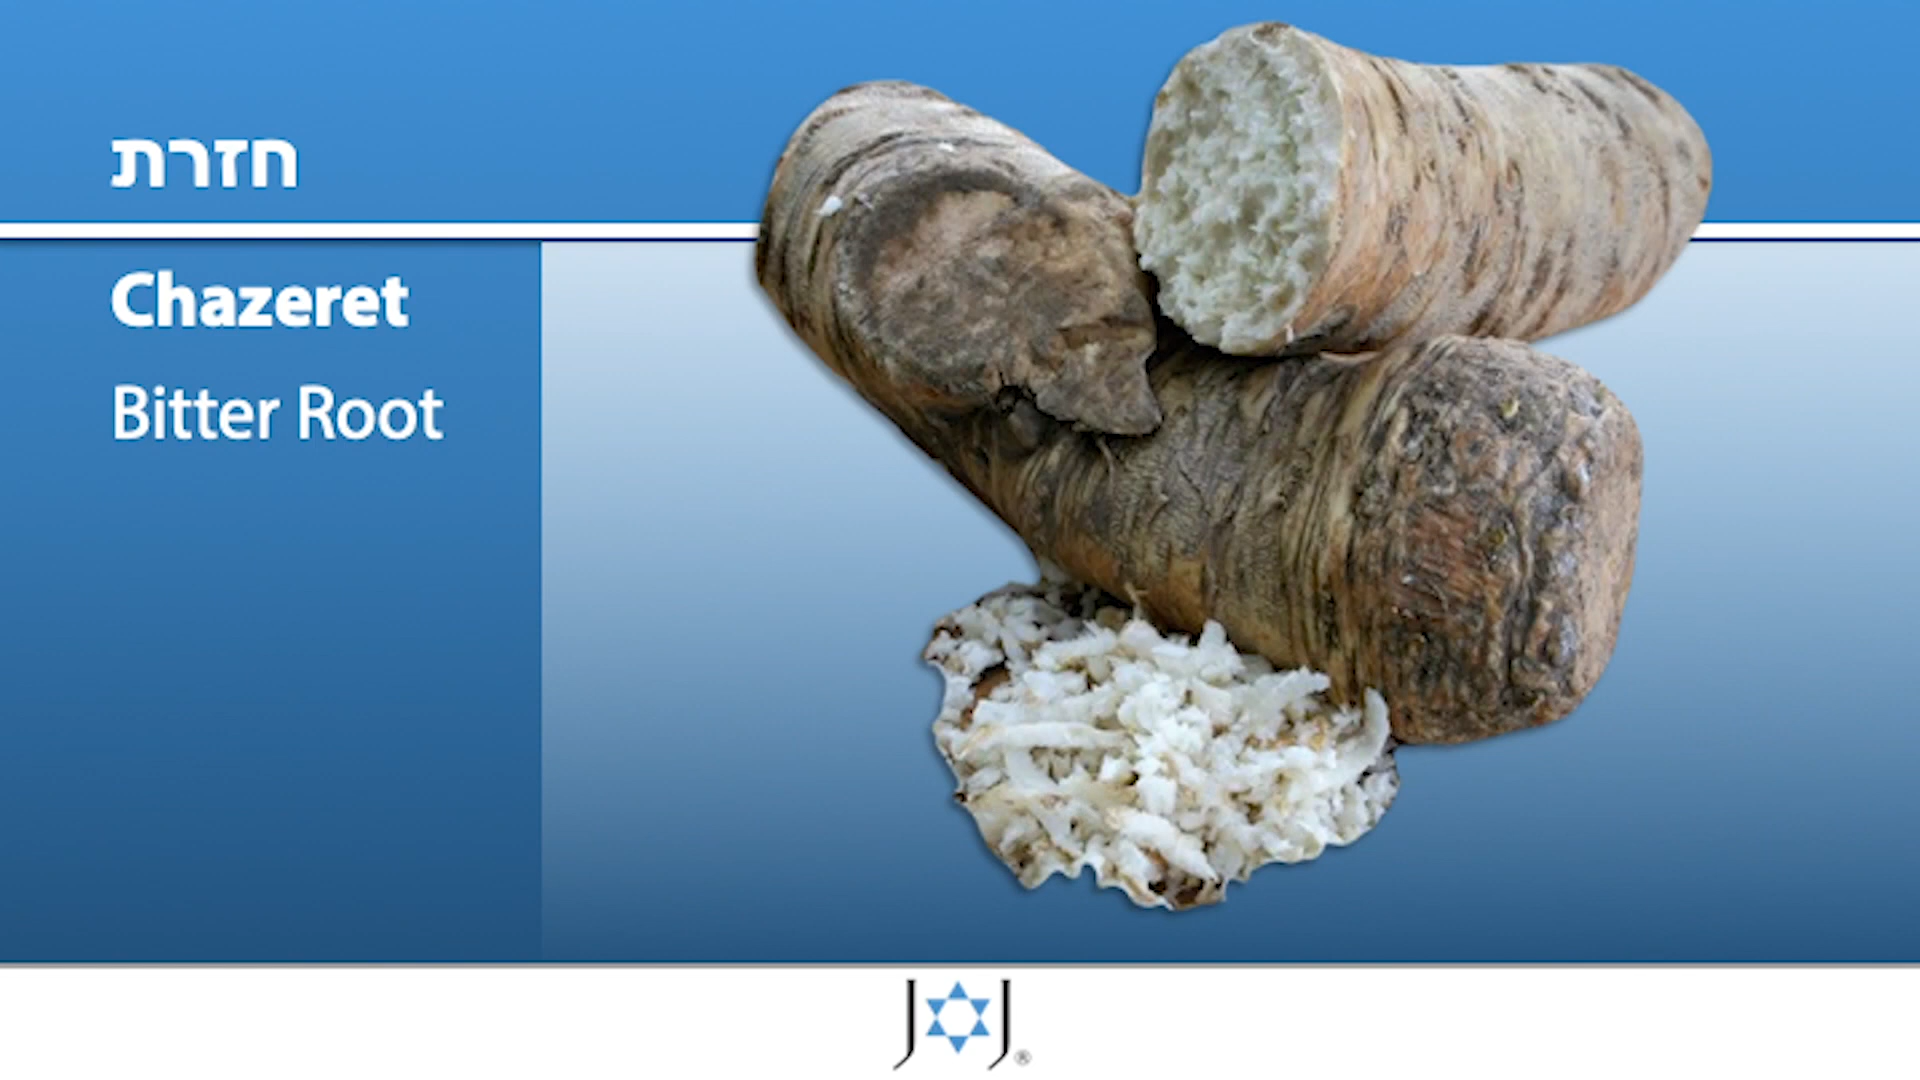 חזרת
Chazeret
Bitter Root
J✡J®